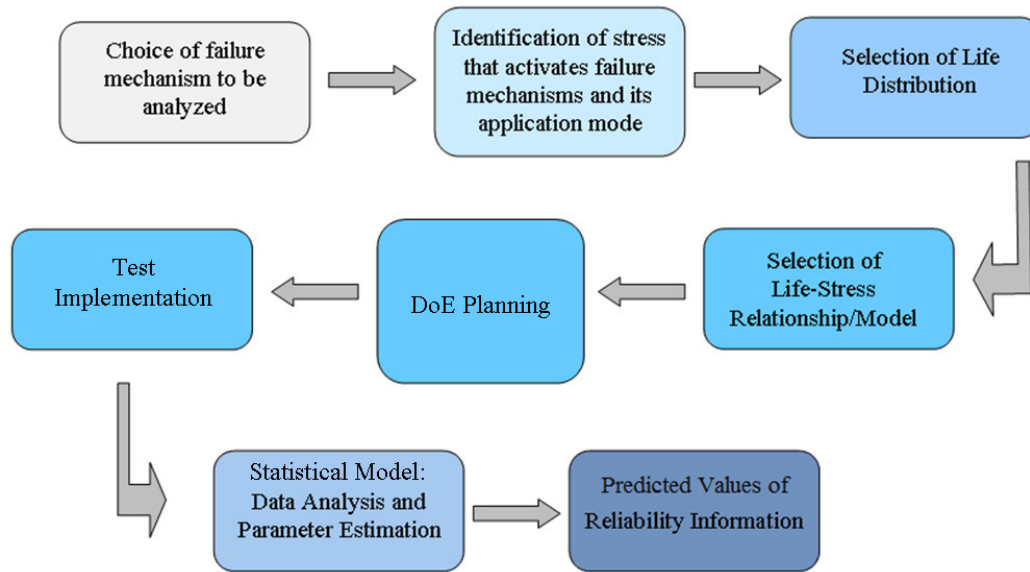 Choice of failure
mechanism to be
analyzed
Identification of stress
that activates failure
mechanisms and its
application mode
Selection of Life
Distribution
Selection of
Life-Stress
Relationship/Model
DoE Planning
Test
Implementation
Statistical Model:
Data Analysis and
Parameter Estimation
Predicted Values of
Reliability Information